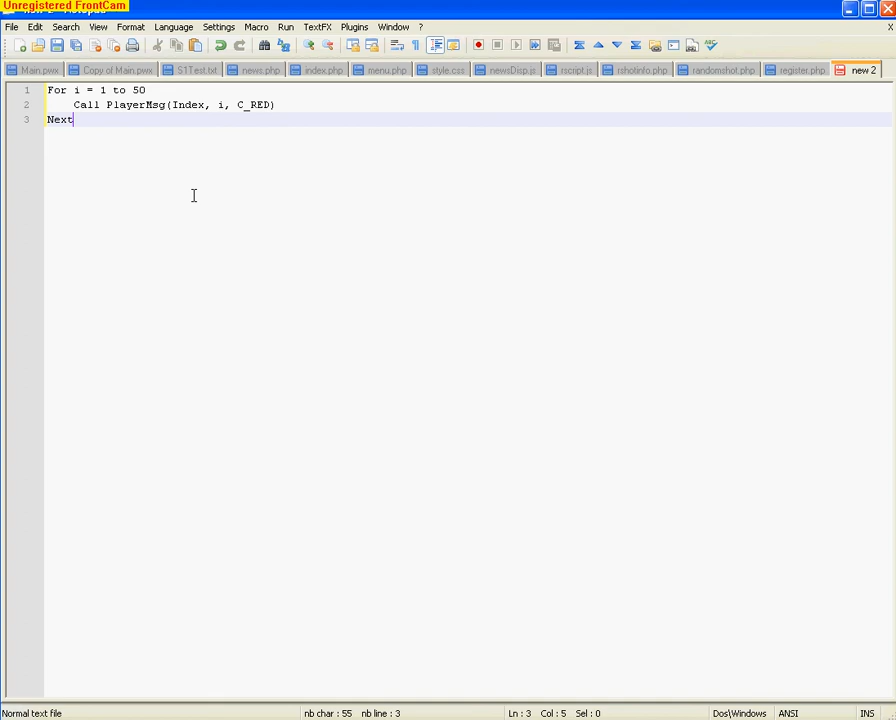 Unregistered FrontCam
File Edit Search View Format Language Settings Macro Run TextFX Plugins Window ? X
Main.pwx Copy of Main.pwx S1Test.txt news.php index.php menu.php style.css newsDisp.js rscript.js rshotinfo.php randomshot.php register.php new 2
1 For i = 1 to 50
2 Call PlayerMsg(Index, i, C_RED)
3 Next
Normal text file nb char : 55 nb line : 3 Ln : 3 Col : 5 Sel : 0 Dos\Windows ANSI INS